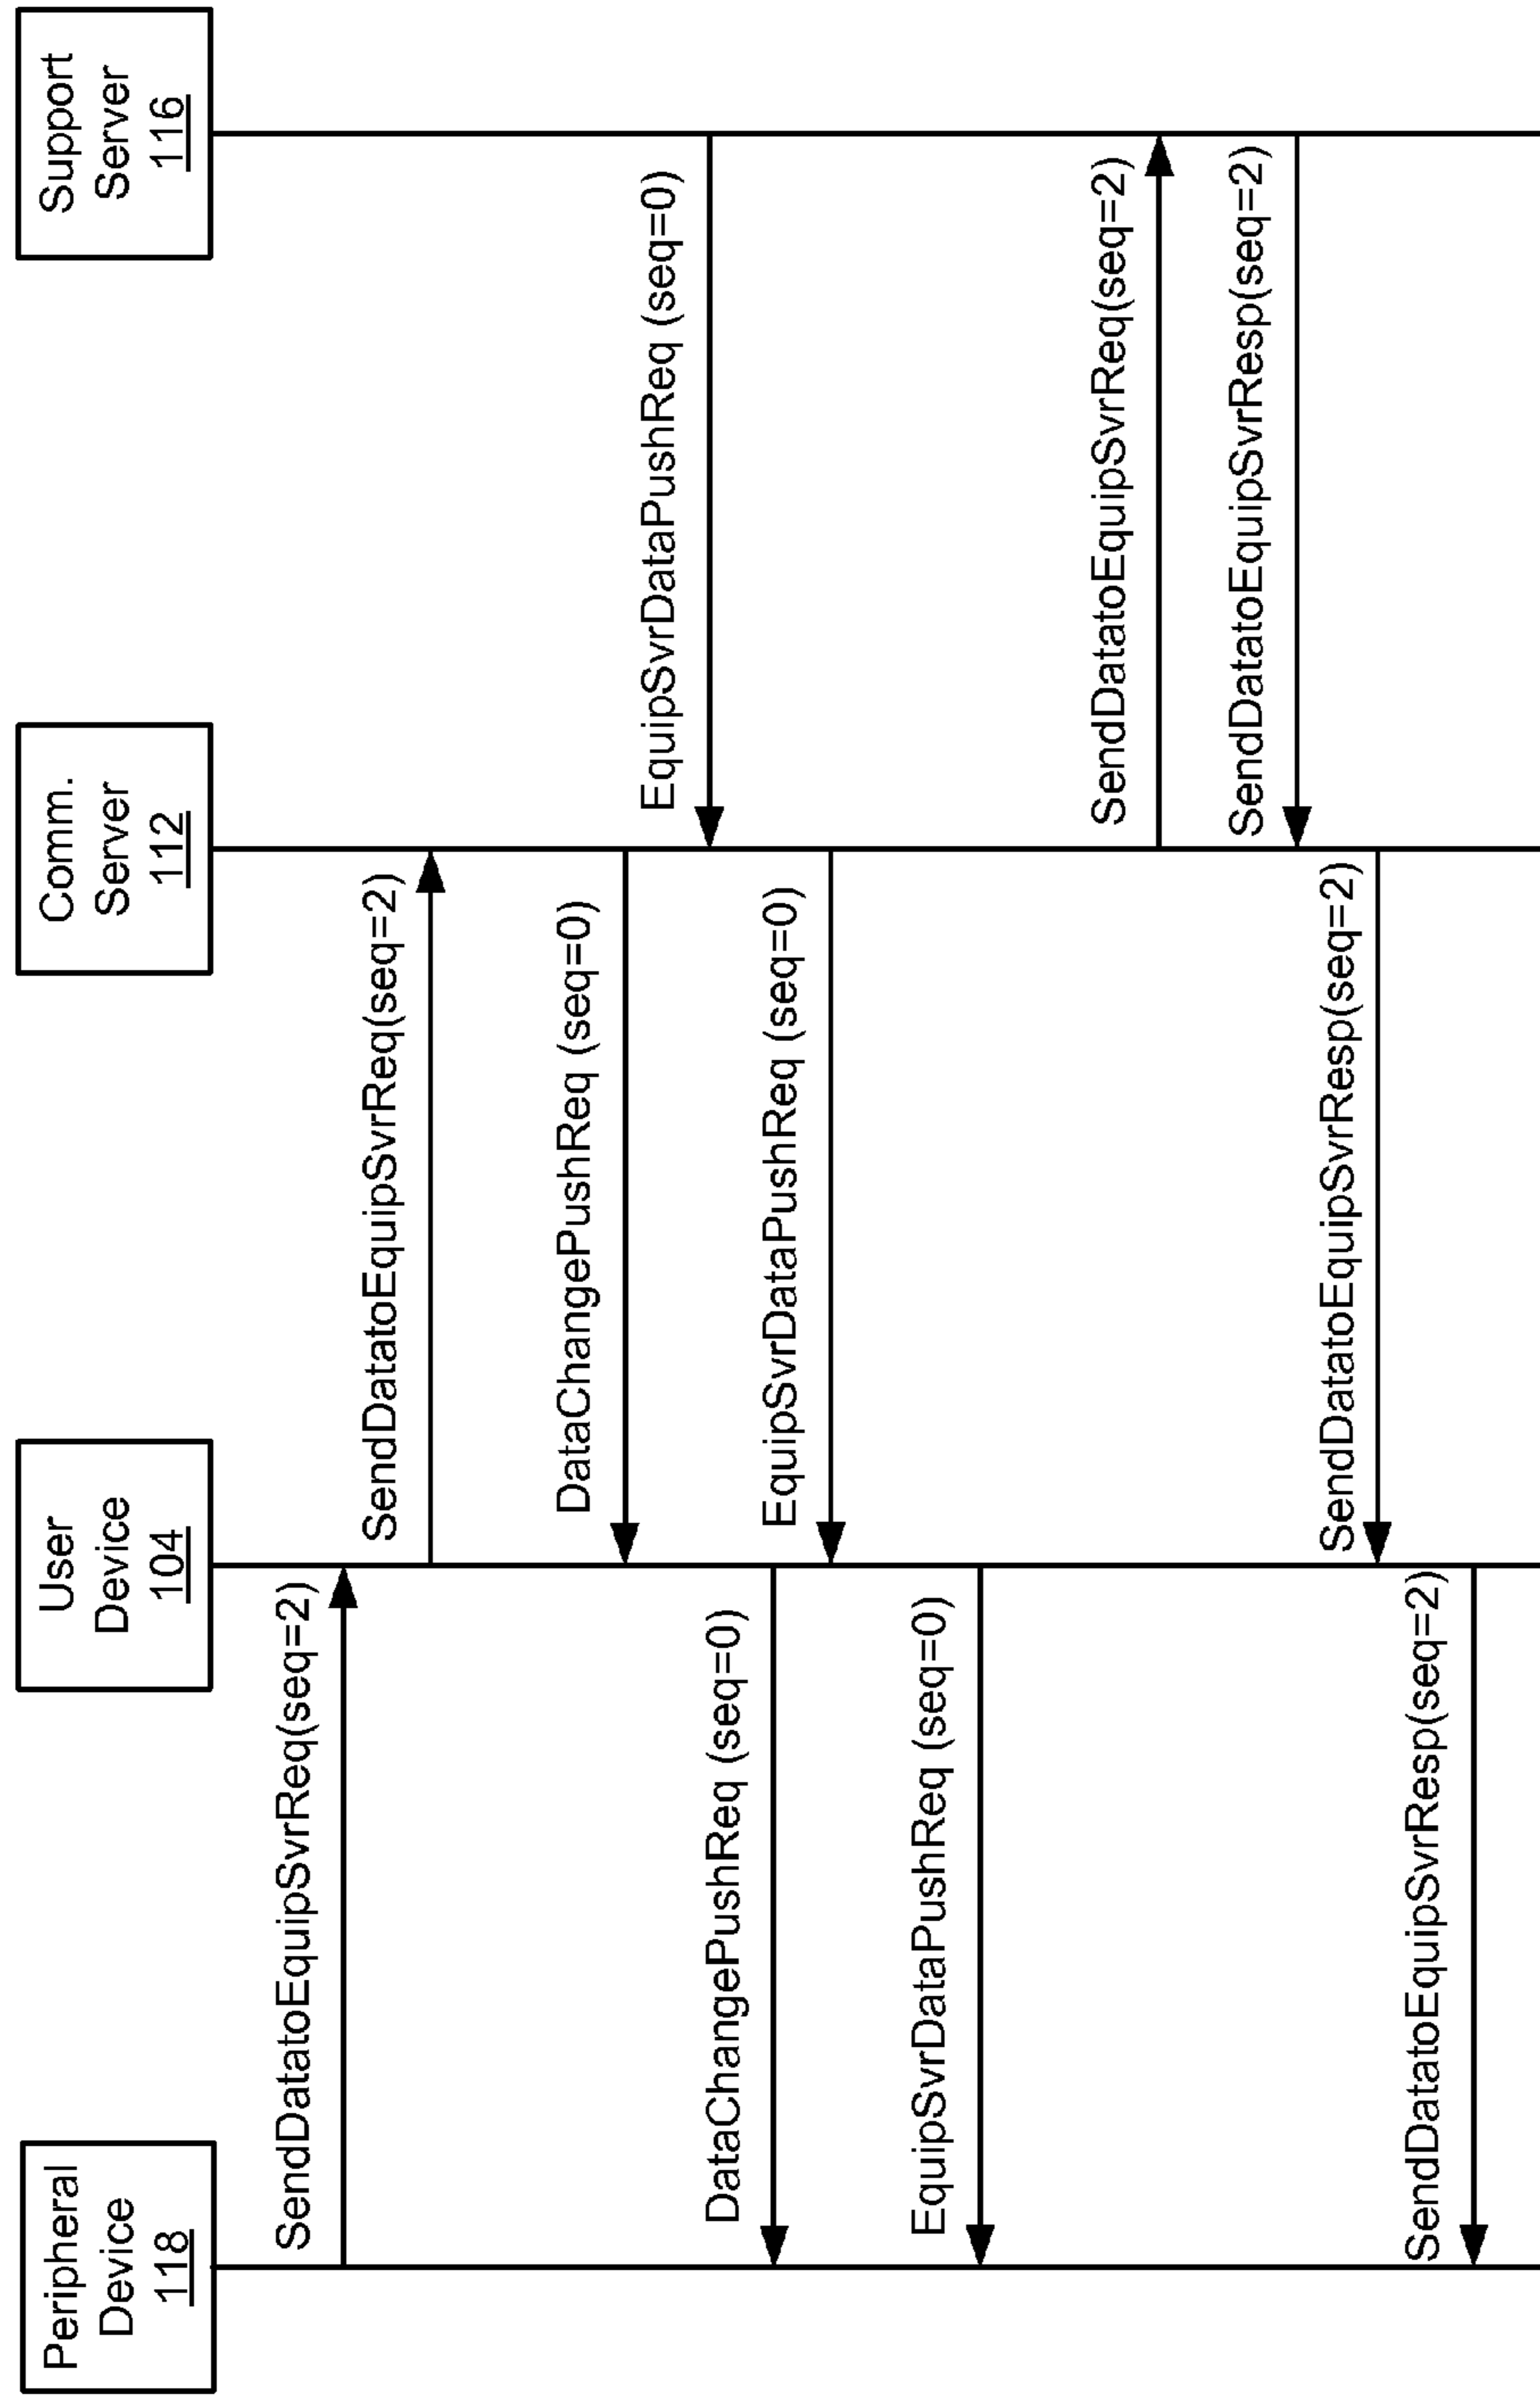 Peripheral
Device
118
User
Device
104
Comm.
Server
112
Support
Server
116
SendDatatoEquipSvrReq(seq=2)
SendDatatoEquipSvrReq(seq=2)
DataChangePushReq (seq=0)
EquipSvrDataPushReq (seq=0)
DataChangePushReq (seq=0)
EquipSvrDataPushReq (seq=0)
EquipSvrDataPushReq (seq=0)
SendDatatoEquipSvrReq(seq=2)
SendDatatoEquipSvrResp(seq=2)
SendDatatoEquipSvrResp(seq=2)
SendDatatoEquipSvrResp(seq=2)